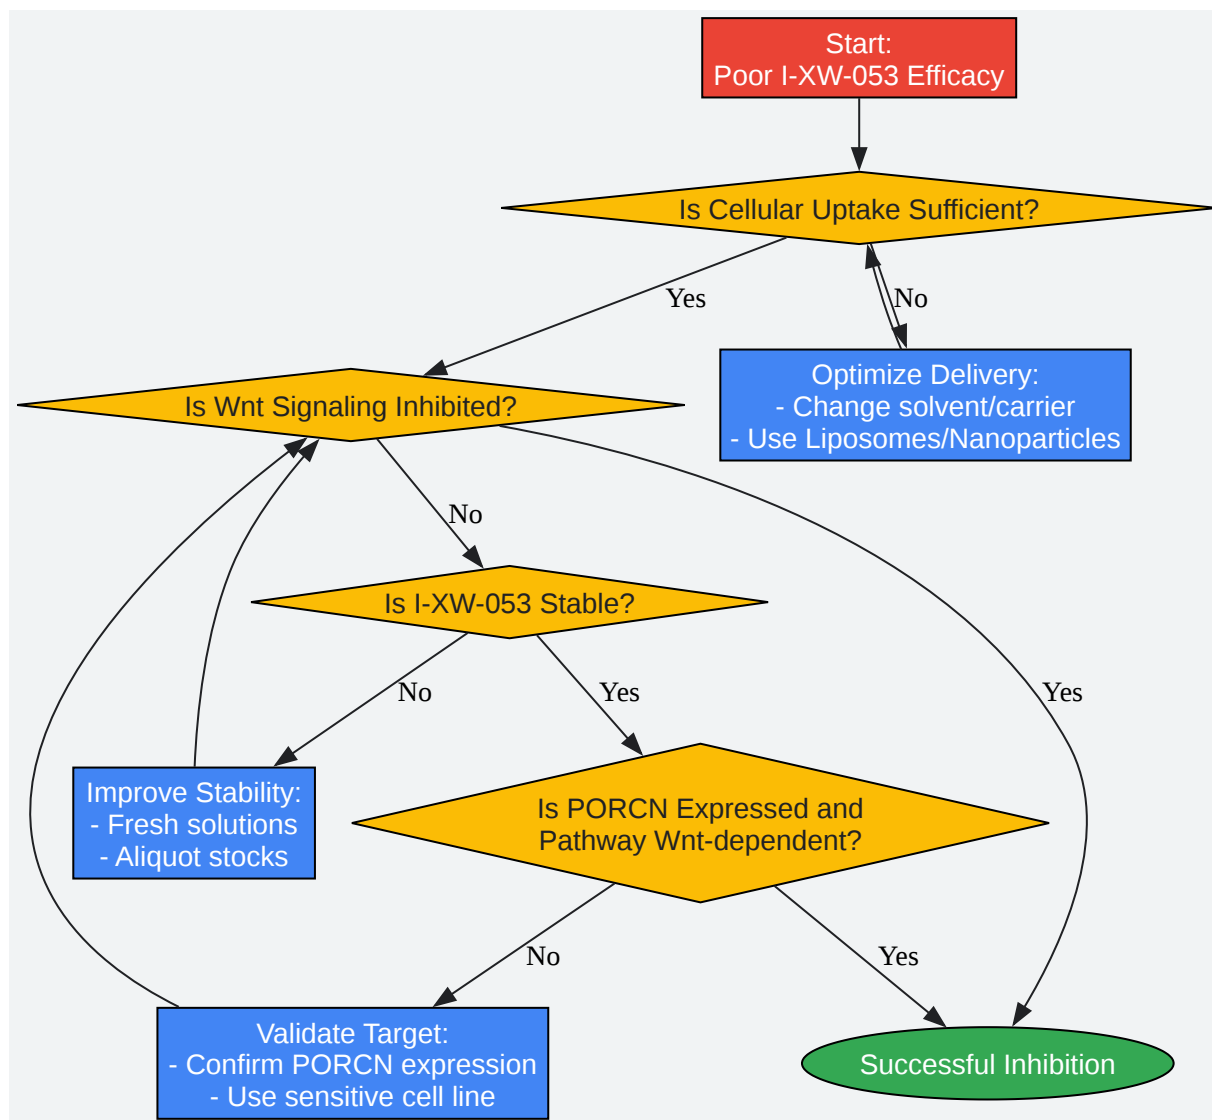 Start:
Poor I-XW-053 Efficacy
Is Cellular Uptake Sufficient?
Yes
No
Optimize Delivery:
- Change solvent/carrier
- Use Liposomes/Nanoparticles
Is Wnt Signaling Inhibited?
No
Yes
Is I-XW-053 Stable?
No
Yes
Improve Stability:
- Fresh solutions
- Aliquot stocks
Is PORCN Expressed and
Pathway Wnt-dependent?
No
Yes
Validate Target:
- Confirm PORCN expression
- Use sensitive cell line
Successful Inhibition